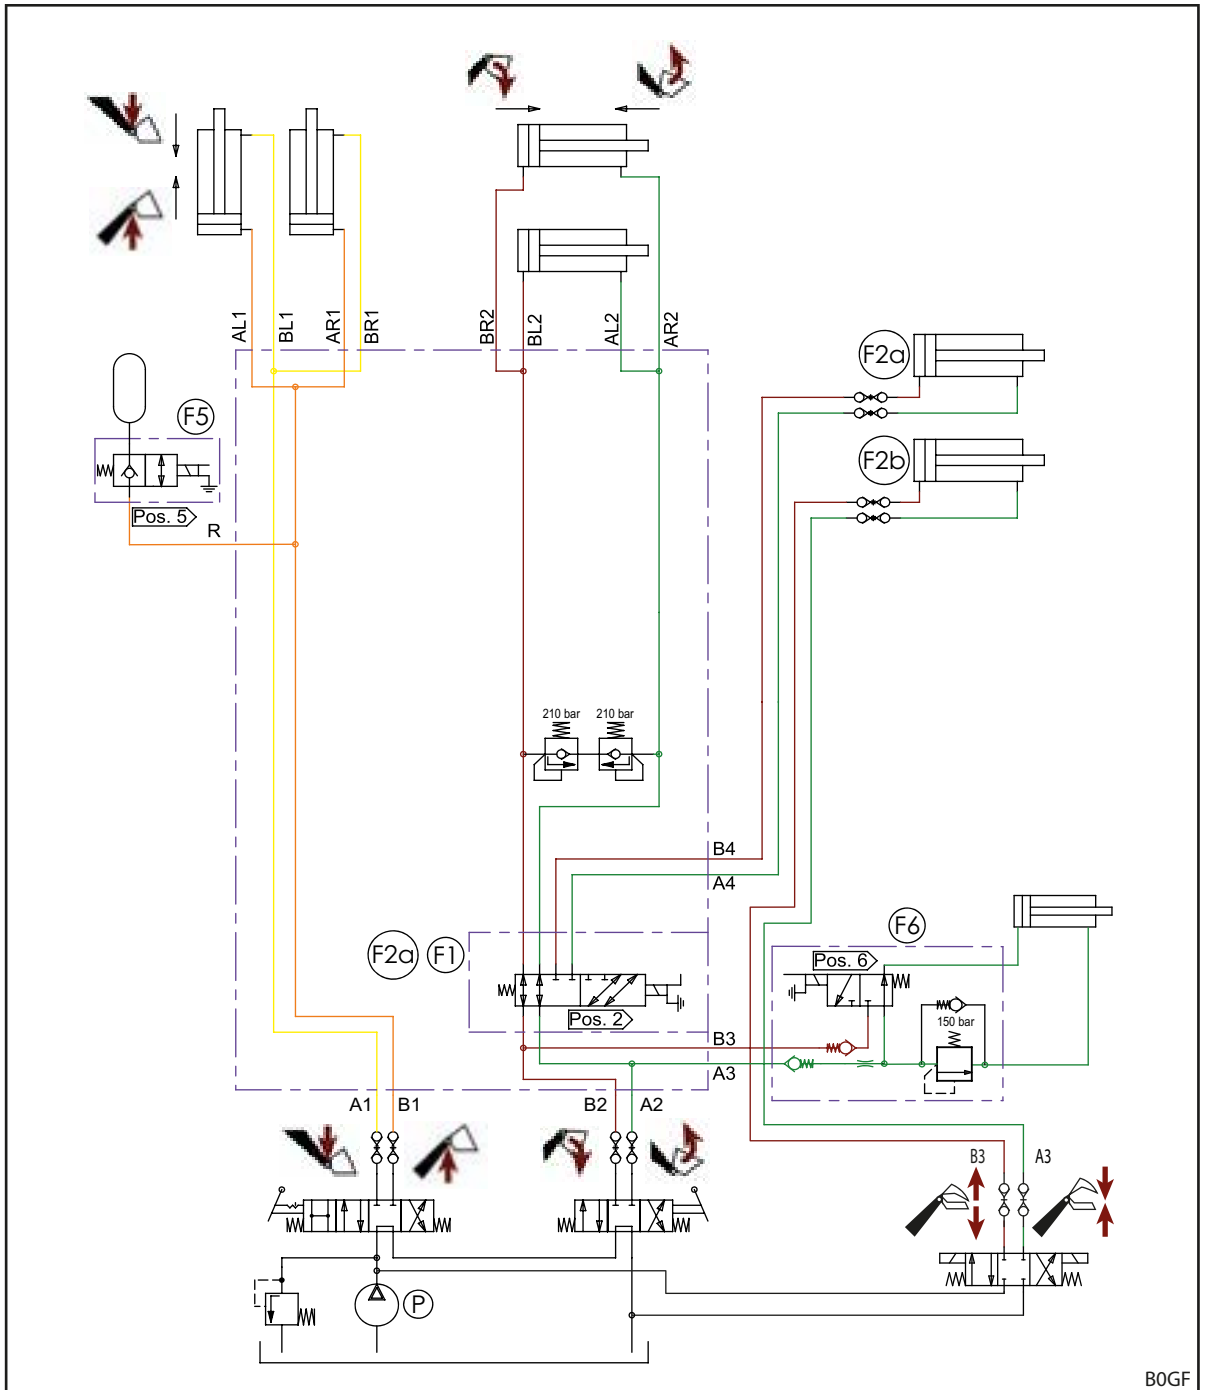 AL1
BL1
AR1
BR1
BR2
BL2
AL2
AR2
F2a
F2b
F5
Pos. 5
R
210 bar
210 bar
B4
A4
F2a
F1
F6
Pos. 6
Pos. 2
150 bar
B3
A3
A1
B1
B2
A2
B3
A3
P
B0GF